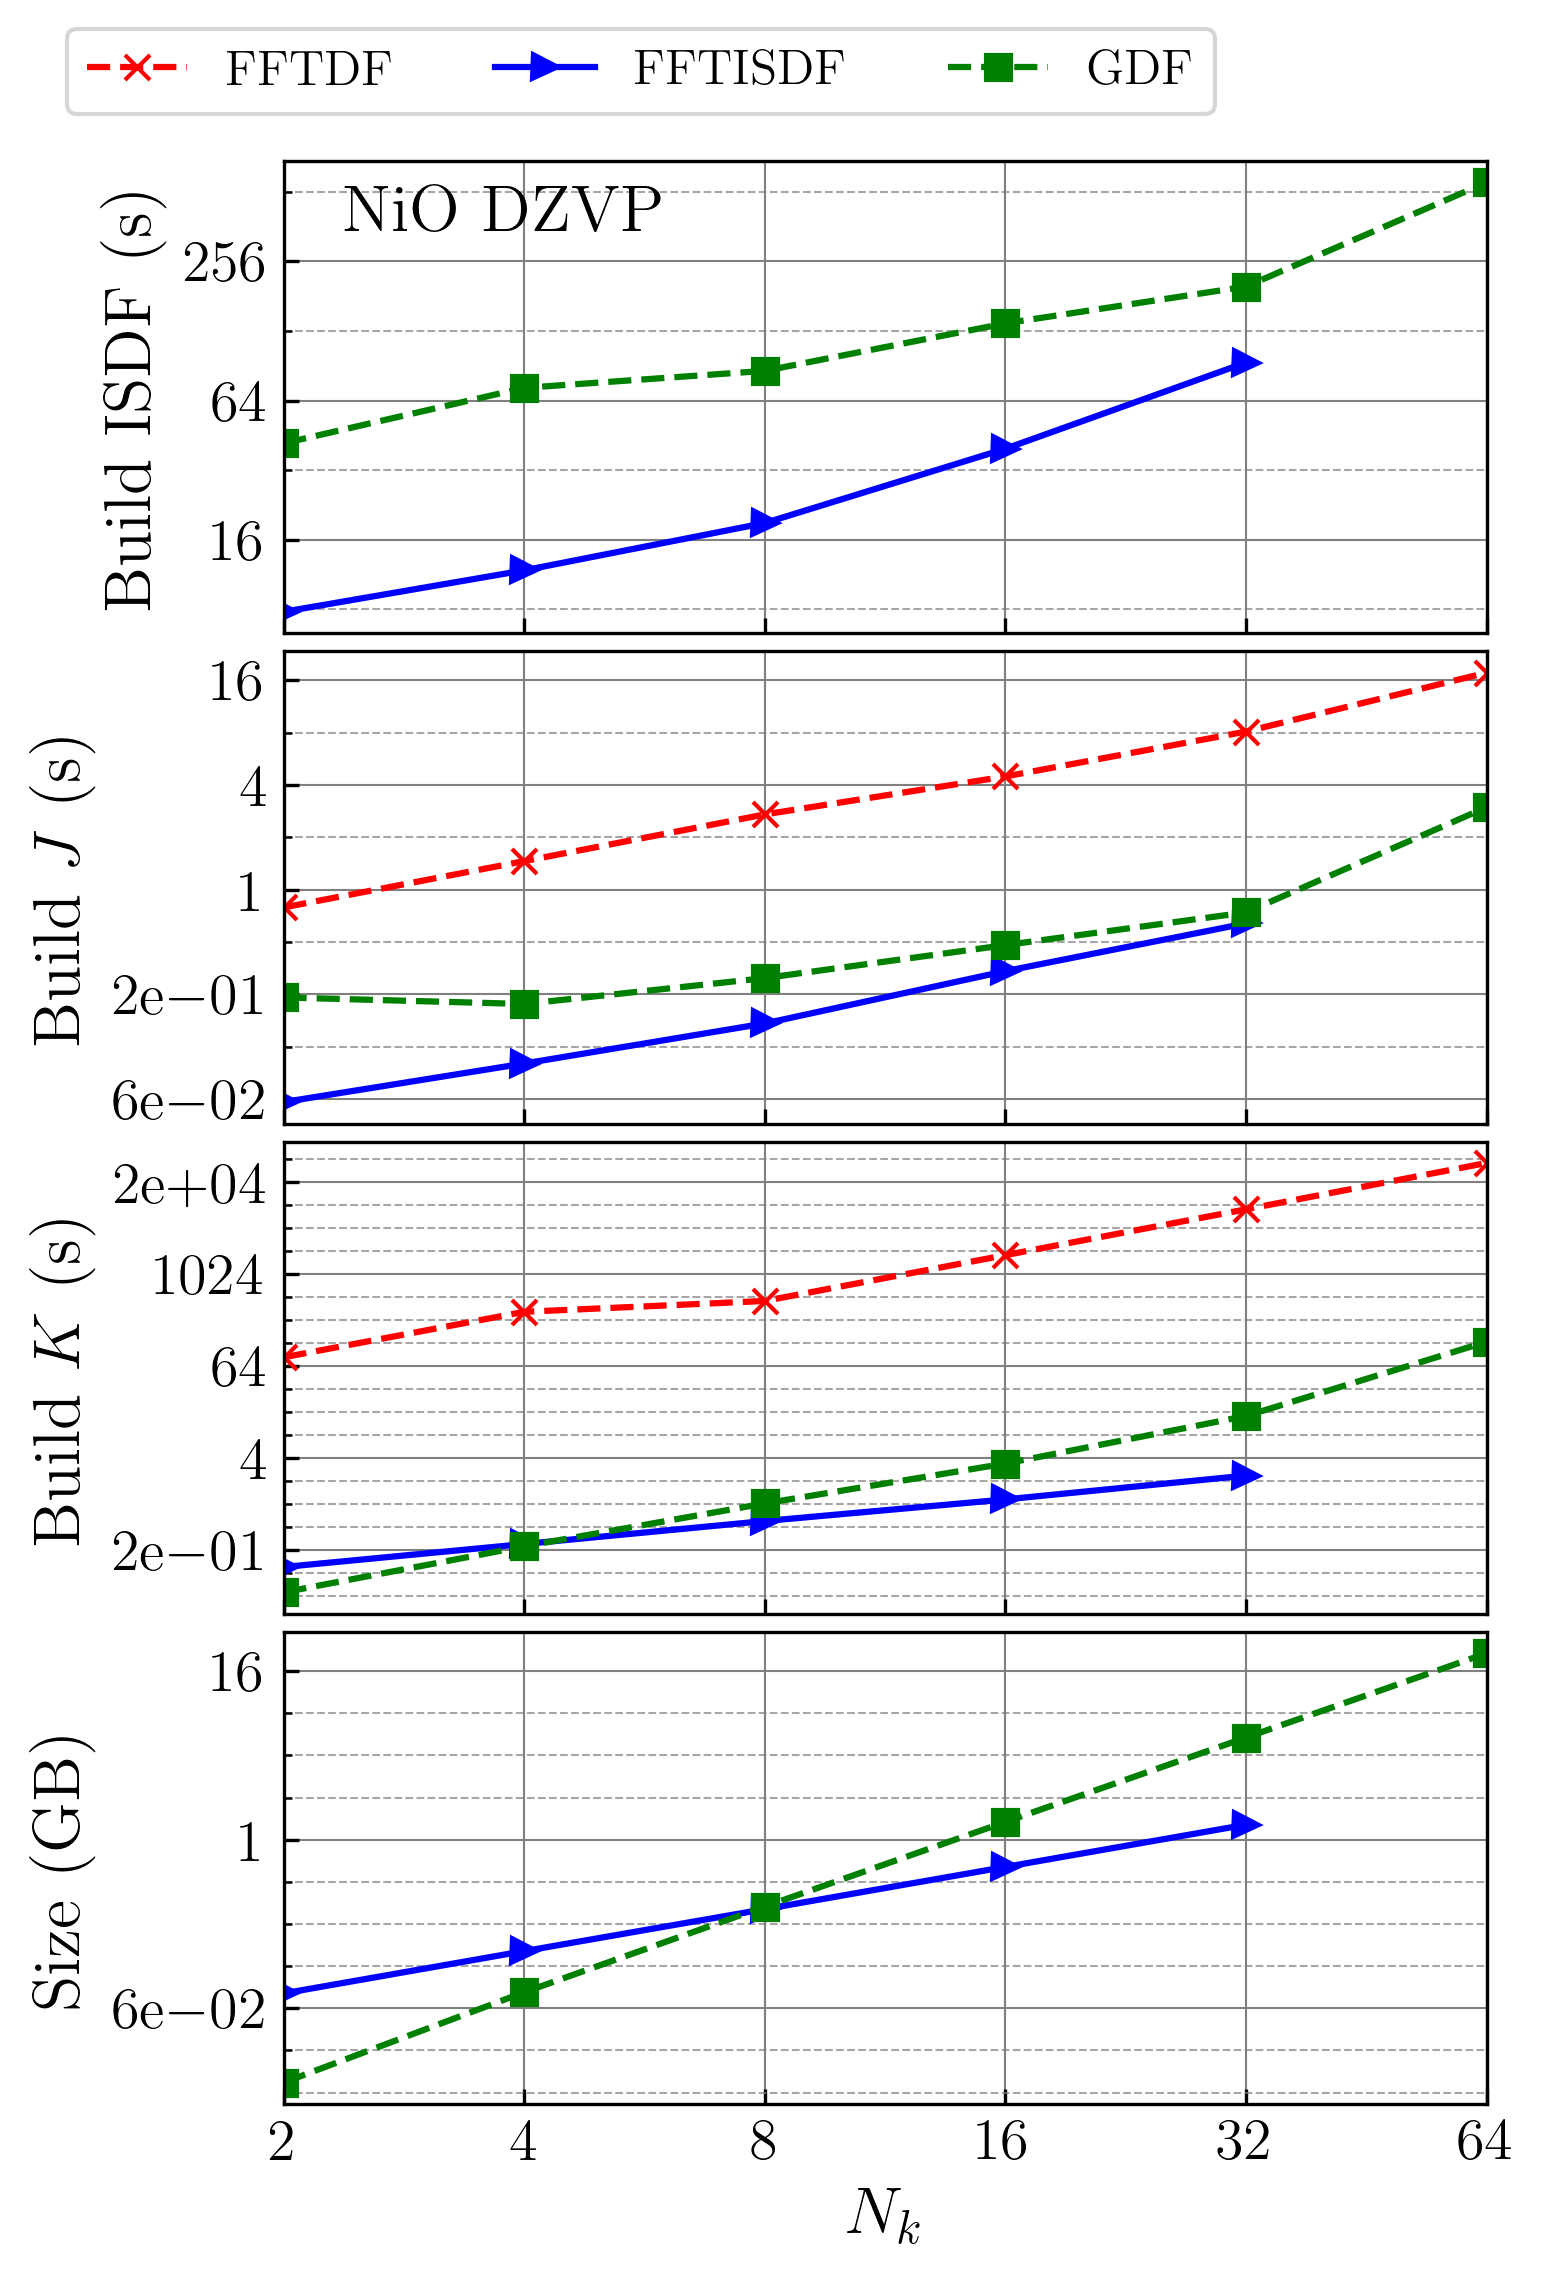 FFTDF FFTISDF GDF
NiO DZVP
Build ISDF (s)
256
64
16
Build J (s)
16
4
1
2e−01
6e−02
Build K (s)
2e+04
1024
64
4
2e−01
Size (GB)
16
1
6e−02
2 4 8 16 32 64
N_k